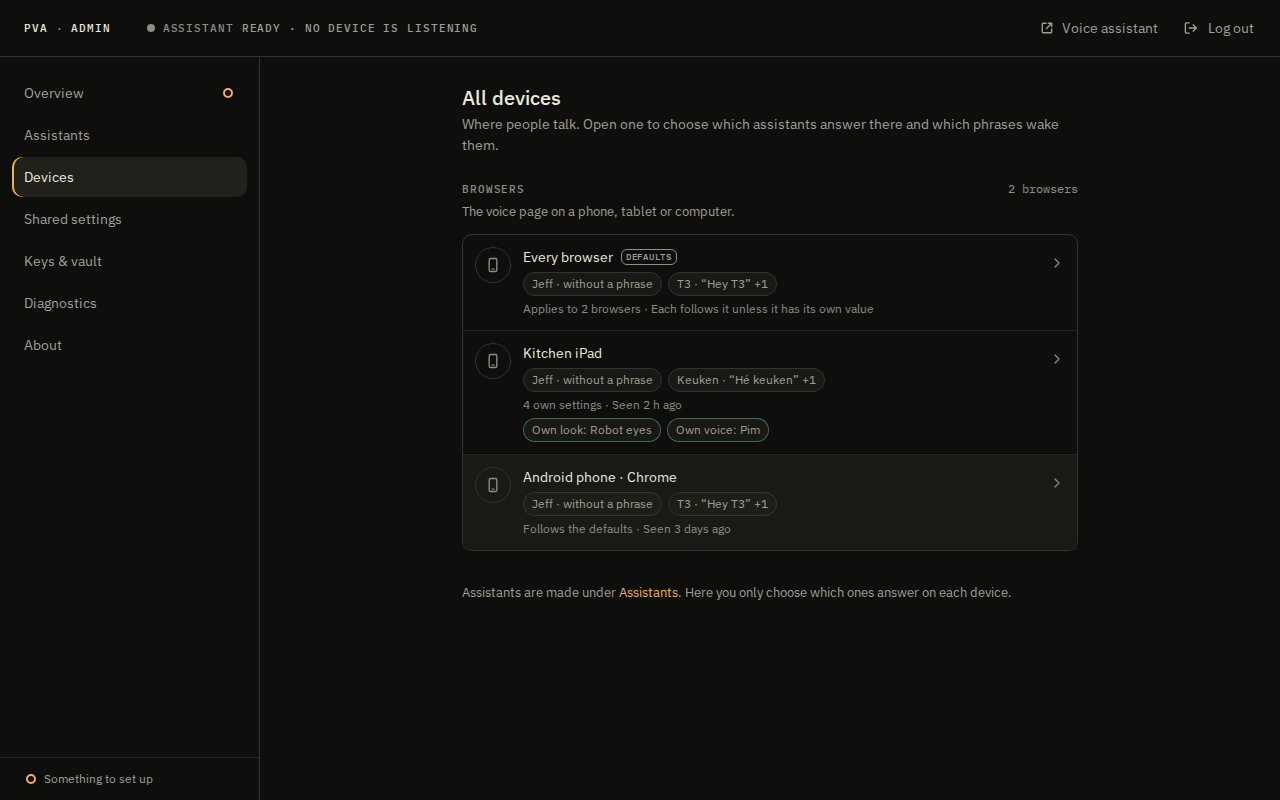 PVA · ADMIN
ASSISTANT READY · NO DEVICE IS LISTENING
Voice assistant
Log out
Overview
Assistants
Devices
Shared settings
Keys & vault
Diagnostics
About
Something to set up
All devices
Where people talk. Open one to choose which assistants answer there and which phrases wake
them.
BROWSERS
2 browsers
The voice page on a phone, tablet or computer.
Every browser DEFAULTS
Jeff · without a phrase T3 · “Hey T3” +1
Applies to 2 browsers · Each follows it unless it has its own value
Kitchen iPad
Jeff · without a phrase Keuken · “Hé keuken” +1
4 own settings · Seen 2 h ago
Own look: Robot eyes Own voice: Pim
Android phone · Chrome
Jeff · without a phrase T3 · “Hey T3” +1
Follows the defaults · Seen 3 days ago
Assistants are made under Assistants. Here you only choose which ones answer on each device.